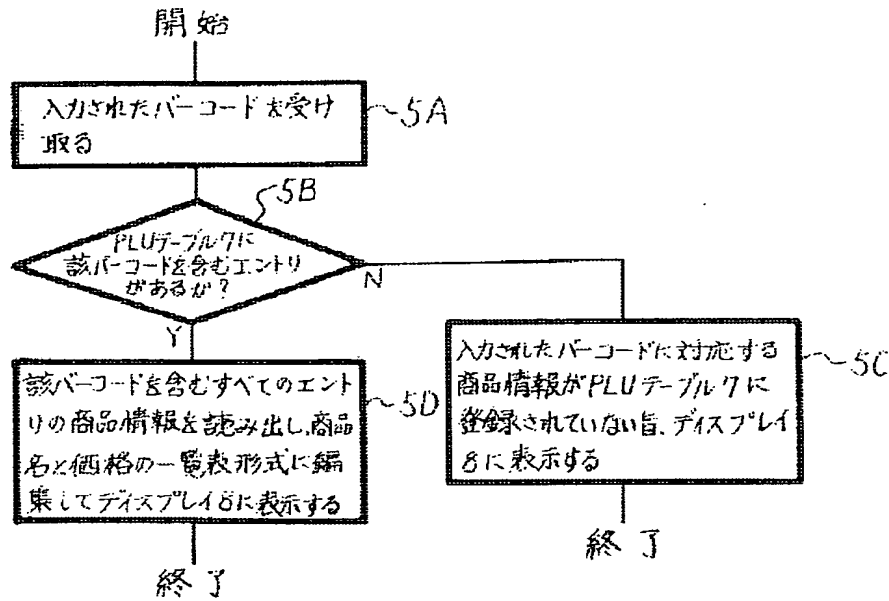 開始
入力されたバーコードを受け
取る
5A
5B
PLUテーブル7に
該バーコードを含むエントリ
があるか?
N
Y
該バーコードを含むすべてのエント
リの商品情報を読み出し、商品
名と価格の一覧表形式に編
集してディスプレイ8に表示する
5D
入力されたバーコードに対応する
商品情報がPLUテーブル7に
登録されていない旨、ディスプレイ
8に表示する
5C
終了
終了